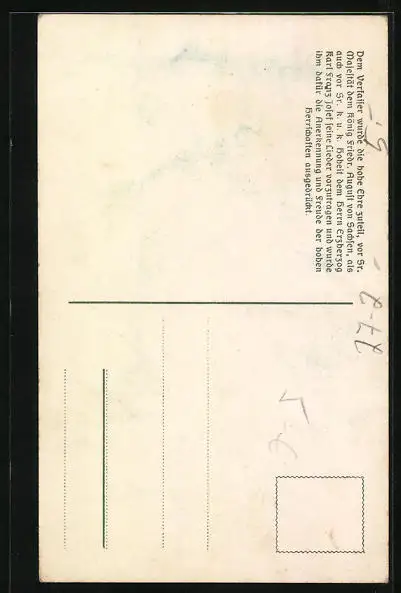 Dem Verfasser wurde die hohe Ehre zuteil, vor Sr.
Majestät dem König Friedr. August von Sachsen, als
auch vor Sr. k. u. k. Hoheit dem Herrn Erzherzog
Karl Franz Josef seine Lieder vorzutragen und wurde
ihm dafür die Anerkennung und Freude der hohen
Herrschaften ausgedrückt.